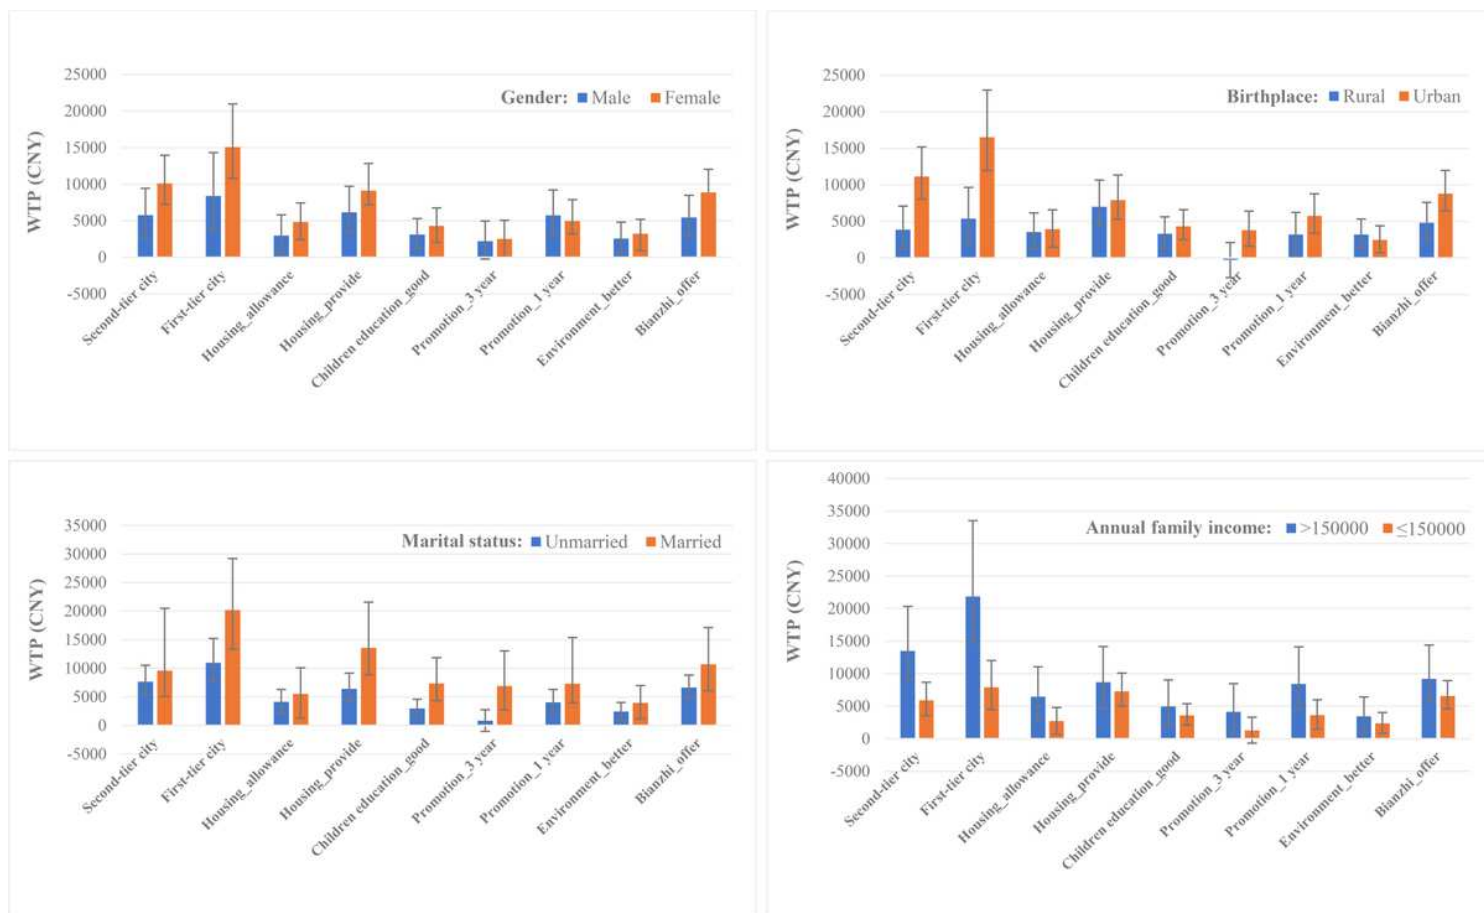 25000
20000
15000
10000
5000
0
-5000
WTP (CNY)
Gender: Male Female
Second-tier city
First-tier city
Housing_allowance
Housing_provide
Children education_good
Promotion_3 year
Promotion_1 year
Environment_better
Bianzhi_offer
25000
20000
15000
10000
5000
0
-5000
WTP (CNY)
Birthplace: Rural Urban
Second-tier city
First-tier city
Housing_allowance
Housing_provide
Children education_good
Promotion_3 year
Promotion_1 year
Environment_better
Bianzhi_offer
35000
30000
25000
20000
15000
10000
5000
0
-5000
WTP (CNY)
Marital status: Unmarried Married
Second-tier city
First-tier city
Housing_allowance
Housing_provide
Children education_good
Promotion_3 year
Promotion_1 year
Environment_better
Bianzhi_offer
40000
35000
30000
25000
20000
15000
10000
5000
0
-5000
WTP (CNY)
Annual family income: >150000 ≤150000
Second-tier city
First-tier city
Housing_allowance
Housing_provide
Children education_good
Promotion_3 year
Promotion_1 year
Environment_better
Bianzhi_offer